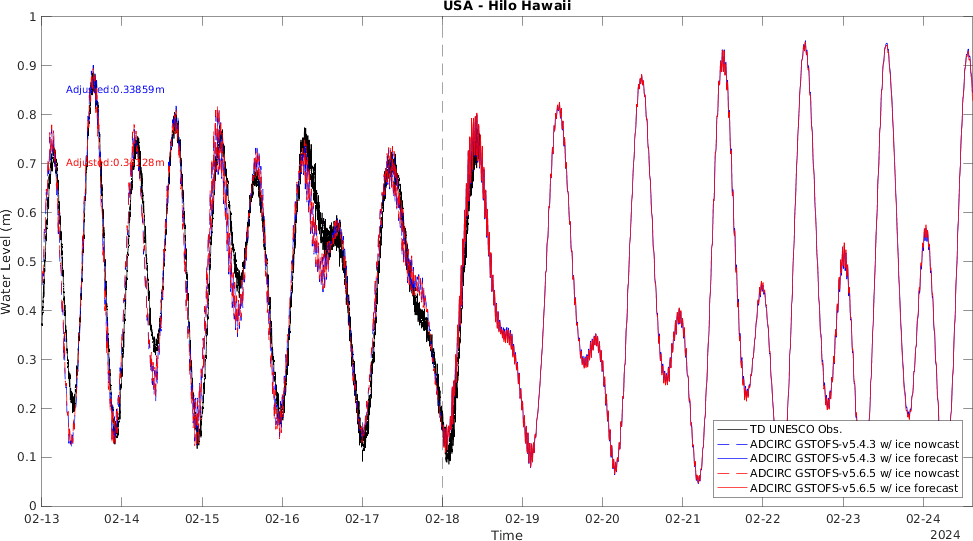 USA - Hilo Hawaii
1
0.9
0.8
0.7
0.6
0.5
0.4
0.3
0.2
0.1
0
Water Level (m)
Adjusted:0.33859m
TD UNESCO Obs.
ADCIRC GSTOFS-v5.4.3 w/ ice nowcast
ADCIRC GSTOFS-v5.4.3 w/ ice forecast
ADCIRC GSTOFS-v5.6.5 w/ ice nowcast
ADCIRC GSTOFS-v5.6.5 w/ ice forecast
02-13 02-14 02-15 02-16 02-17 02-18 02-19 02-20 02-21 02-22 02-23 02-24
Time
2024